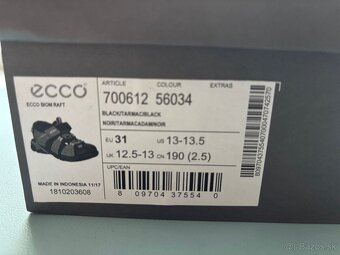 ecco
ECCO BIOM RAFT
ARTICLE COLOUR EXTRAS
700612 56034
BLACK/TARMAC/BLACK
NOIR/TARMACADAM/NOIR
EU 31 US 13-13.5
UK 12.5-13 CN 190 (2.5)
UPC/EAN
MADE IN INDONESIA 11/17
1810203608
8 09704 37554 0
bazos.sk